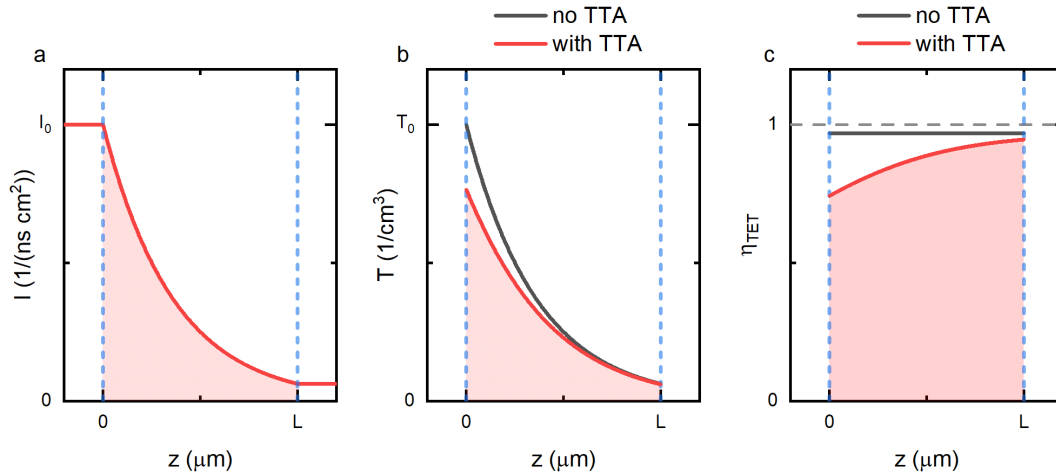 a
I (1/(ns cm²))
I₀
0
0
L
z (μm)
no TTA
with TTA
b
T (1/cm³)
T₀
0
0
L
z (μm)
no TTA
with TTA
c
η_TET
1
0
0
L
z (μm)